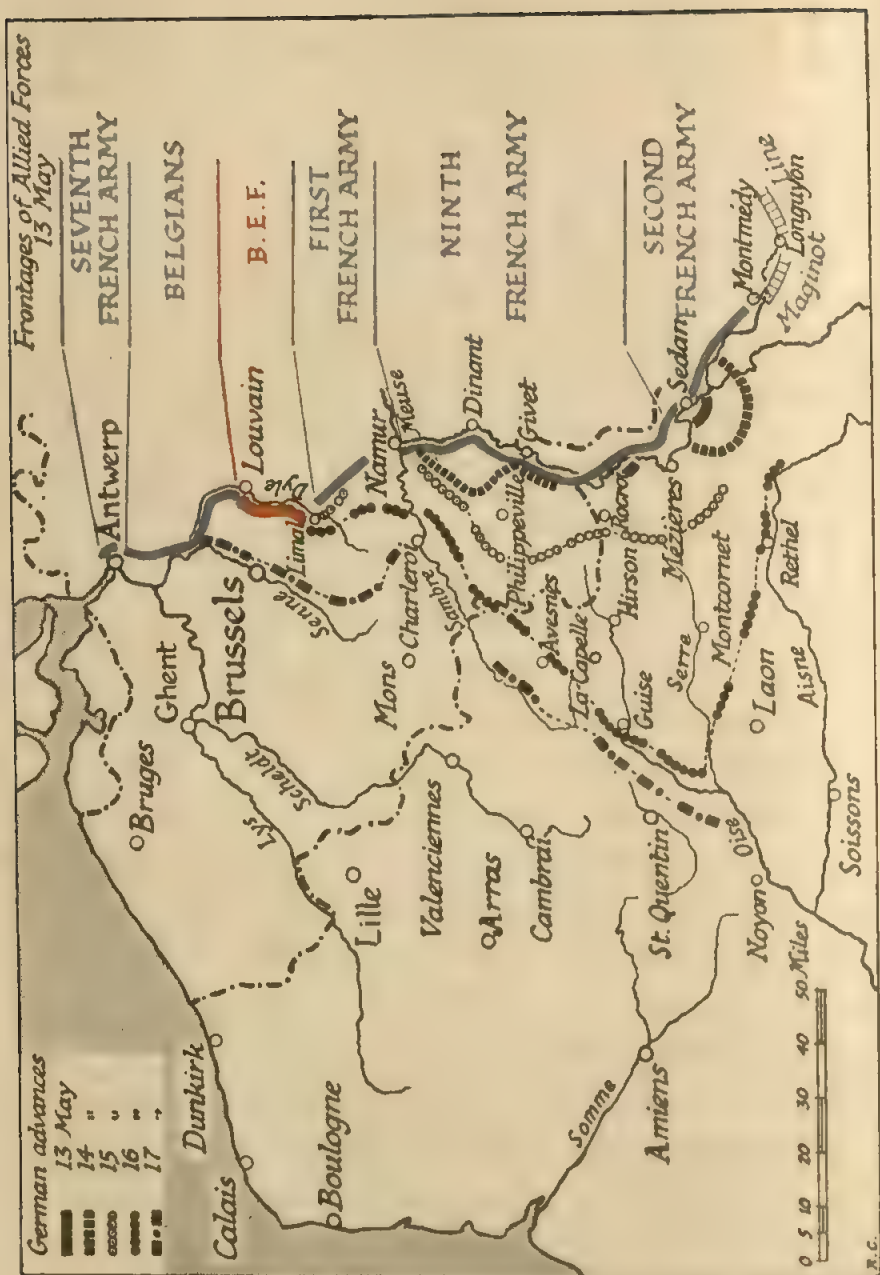 German advances
13 May
14 "
15 "
16 "
17 "
Frontages of Allied Forces
13 May
SEVENTH
FRENCH ARMY
BELGIANS
B.E.F.
FIRST
FRENCH ARMY
NINTH
FRENCH ARMY
SECOND
FRENCH ARMY
Antwerp
Louvain
Dyle
Limal
Namur
Meuse
Dinant
Givet
Sedan
Montmédy
Longuyon
Maginot Line
Ghent
Brussels
Senne
Charleroi
Sambre
Philippeville
Rocroi
Mézières
Bruges
Scheldt
Lys
Mons
Avesnes
La Capelle
Hirson
Guise
Serre
Montcornet
Rethel
Laon
Aisne
Dunkirk
Calais
Boulogne
Lille
Valenciennes
Arras
Cambrai
St. Quentin
Oise
Noyon
Soissons
Somme
Amiens
0 5 10 20 30 40 50 Miles
R.C.